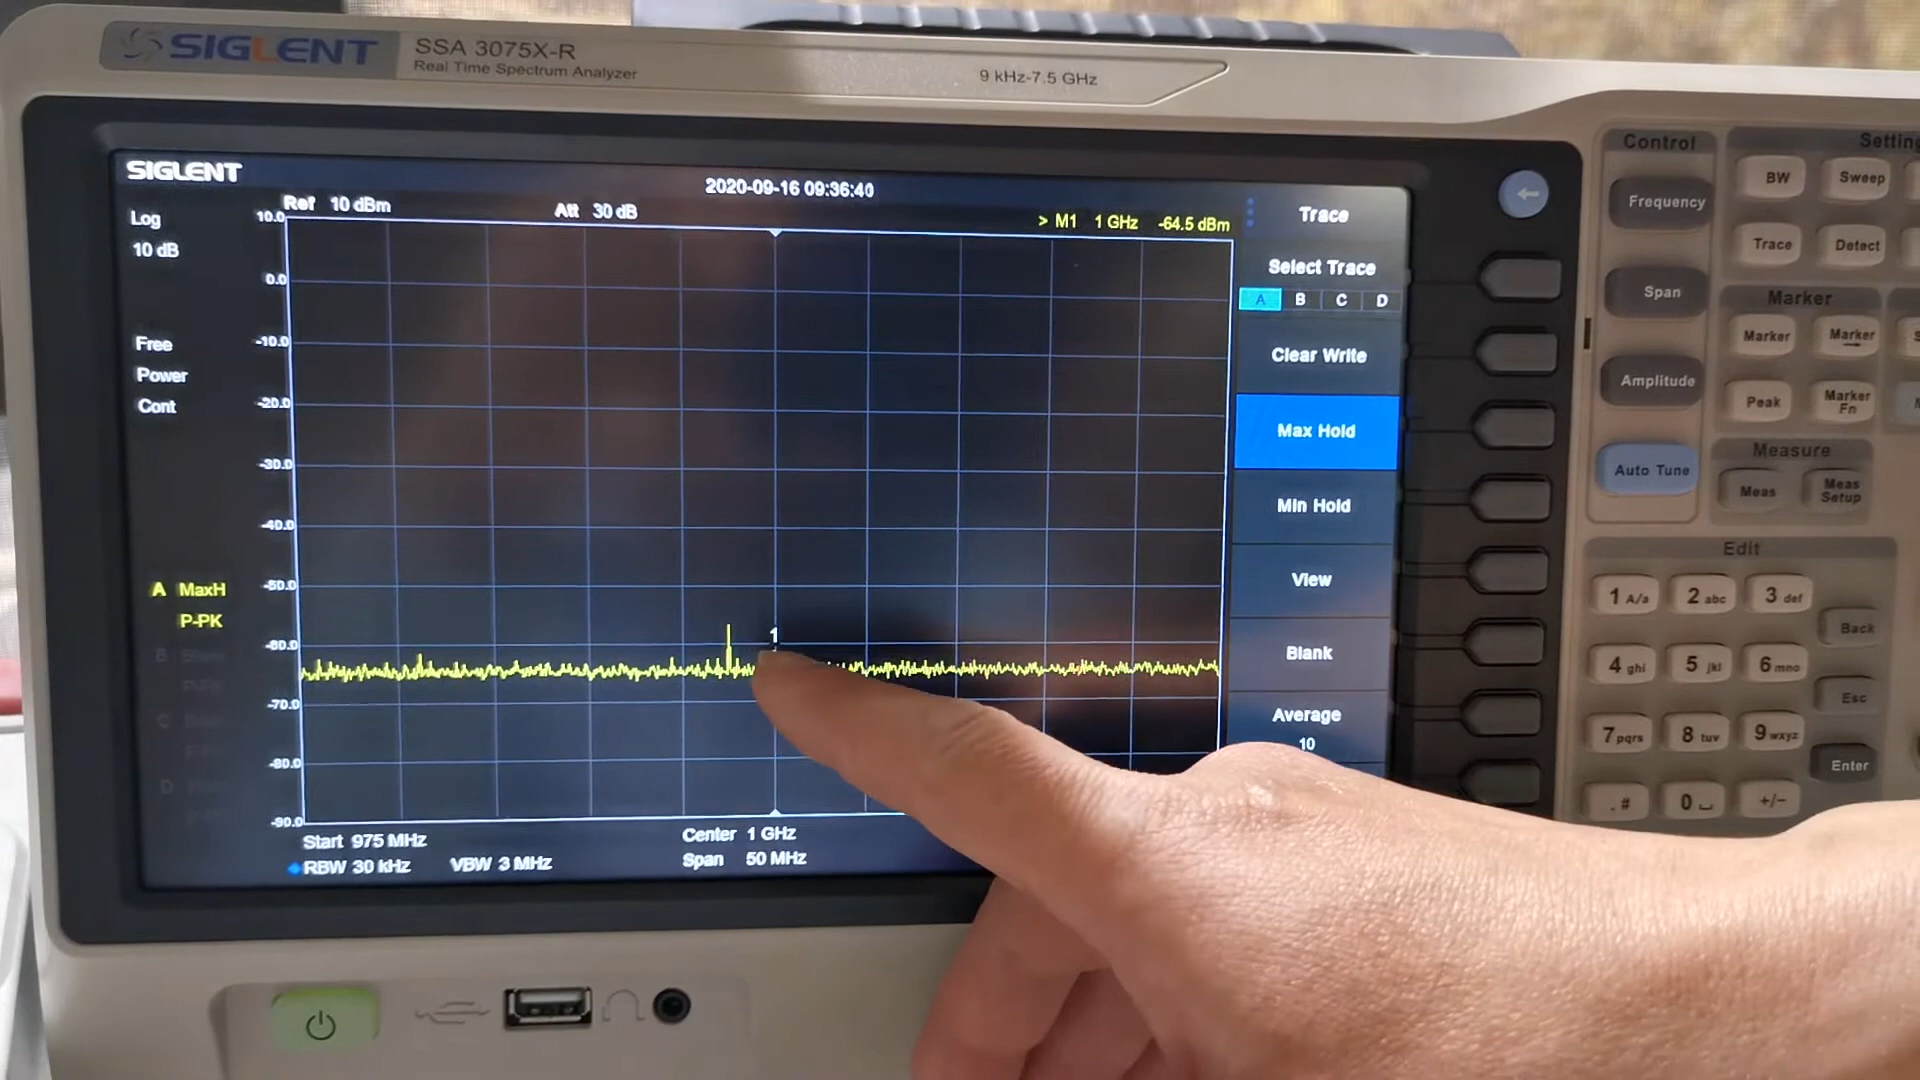 SIGLENT SSA 3075X-R
Real Time Spectrum Analyzer
9 kHz-7.5 GHz
SIGLENT
2020-09-16 09:36:40
Log
10 dB
Ref 10 dBm
Att 30 dB
> M1 1 GHz -64.5 dBm
10.0
0.0
-10.0
-20.0
-30.0
-40.0
-50.0
-60.0
-70.0
-80.0
-90.0
Free
Power
Cont
A MaxH
P-PK
B
C
D
1
Start 975 MHz
RBW 30 kHz
VBW 3 MHz
Center 1 GHz
Span 50 MHz
Trace
Select Trace
A B C D
Clear Write
Max Hold
Min Hold
View
Blank
Average
10
Control
Frequency
Span
Amplitude
Auto Tune
BW Sweep
Trace Detect
Marker
Marker Marker
Peak Marker Fn
Measure
Meas Meas Setup
Edit
1 A/a 2 abc 3 def
Back
4 ghi 5 jkl 6 mno
Esc
7 pqrs 8 tuv 9 wxyz
Enter
. # 0 +/−